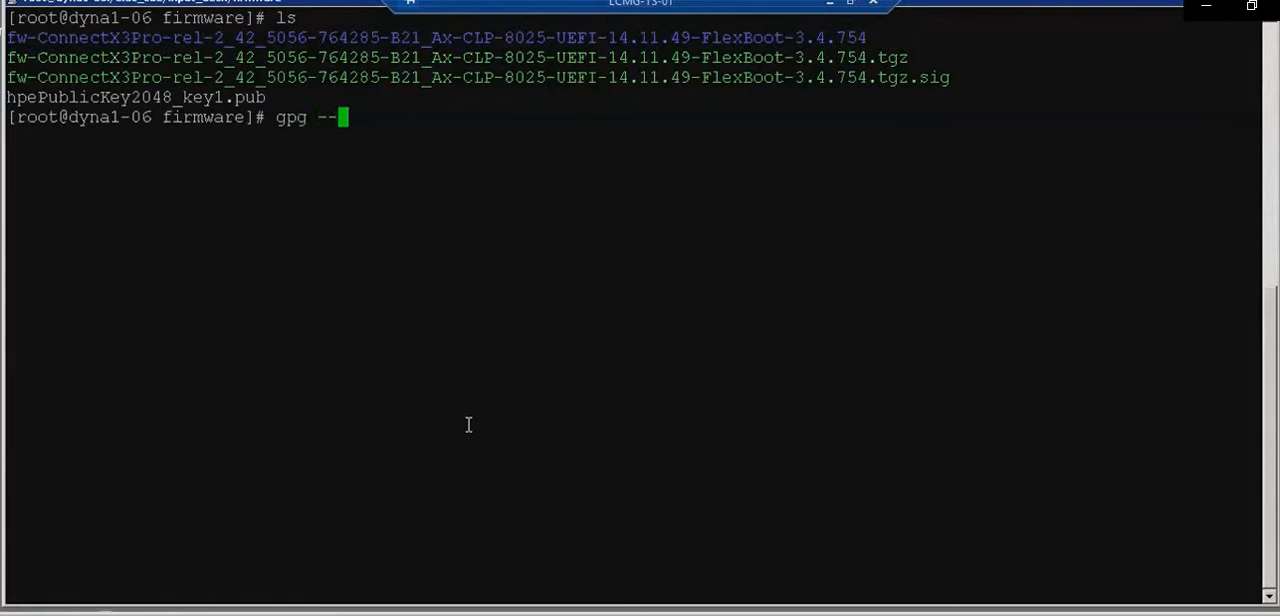 LCMG-TS-01
[root@dyna1-06 firmware]# ls
fw-ConnectX3Pro-rel-2_42_5056-764285-B21_Ax-CLP-8025-UEFI-14.11.49-FlexBoot-3.4.754
fw-ConnectX3Pro-rel-2_42_5056-764285-B21_Ax-CLP-8025-UEFI-14.11.49-FlexBoot-3.4.754.tgz
fw-ConnectX3Pro-rel-2_42_5056-764285-B21_Ax-CLP-8025-UEFI-14.11.49-FlexBoot-3.4.754.tgz.sig
hpePublicKey2048_key1.pub
[root@dyna1-06 firmware]# gpg --